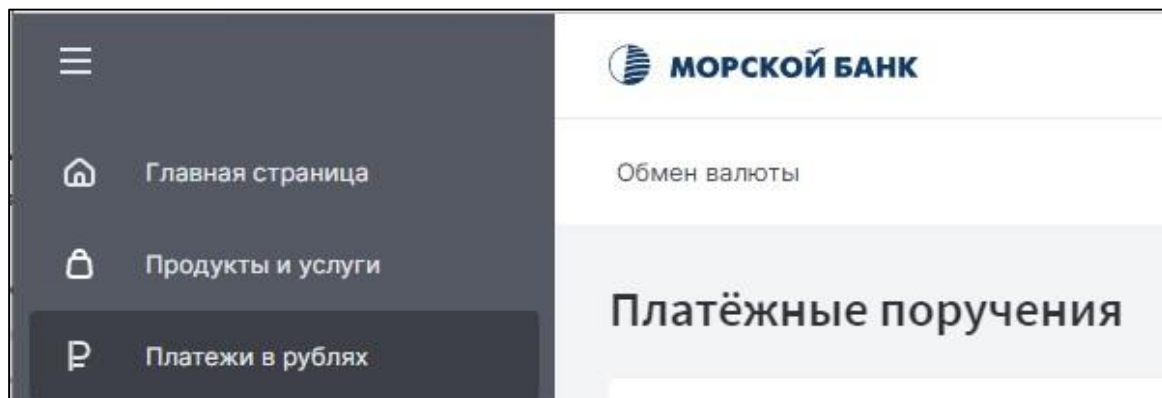 МОРСКОЙ БАНК
Главная страница
Обмен валюты
Продукты и услуги
Платёжные поручения
Платежи в рублях